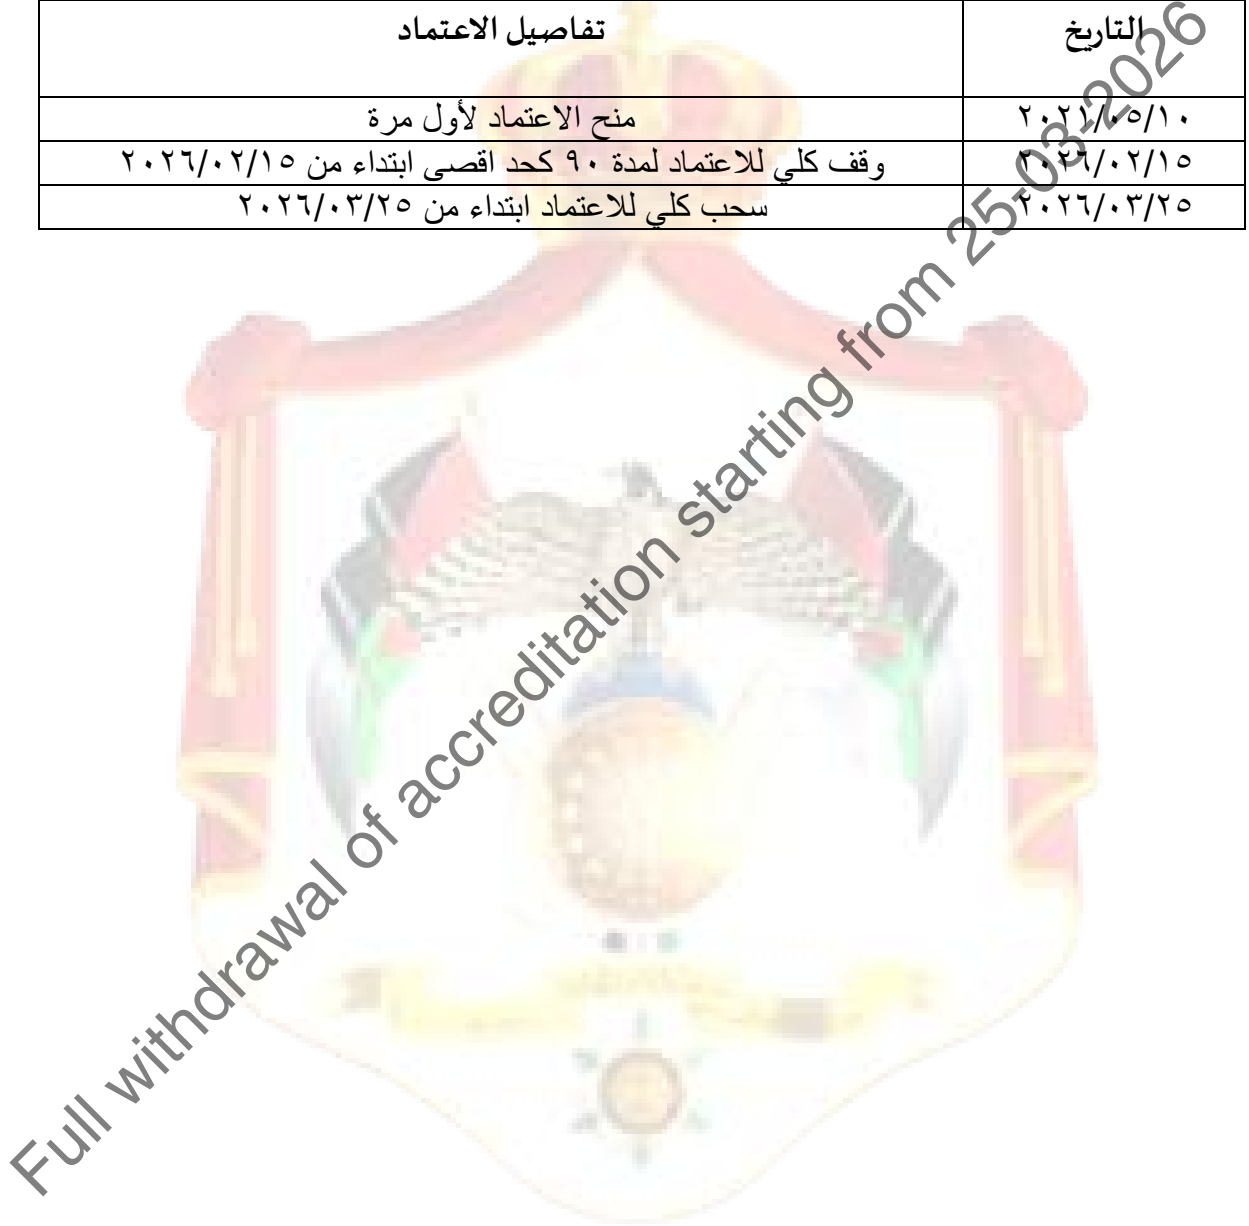 التاريخ تفاصيل الاعتماد
٢٠٢١/٠٥/١٠ منح الاعتماد لأول مرة
٢٠٢٦/٠٢/١٥ وقف كلي للاعتماد لمدة ٩٠ كحد اقصى ابتداء من ٢٠٢٦/٠٢/١٥
٢٠٢٦/٠٣/٢٥ سحب كلي للاعتماد ابتداء من ٢٠٢٦/٠٣/٢٥
Full withdrawal of accreditation starting from 25-03-2026